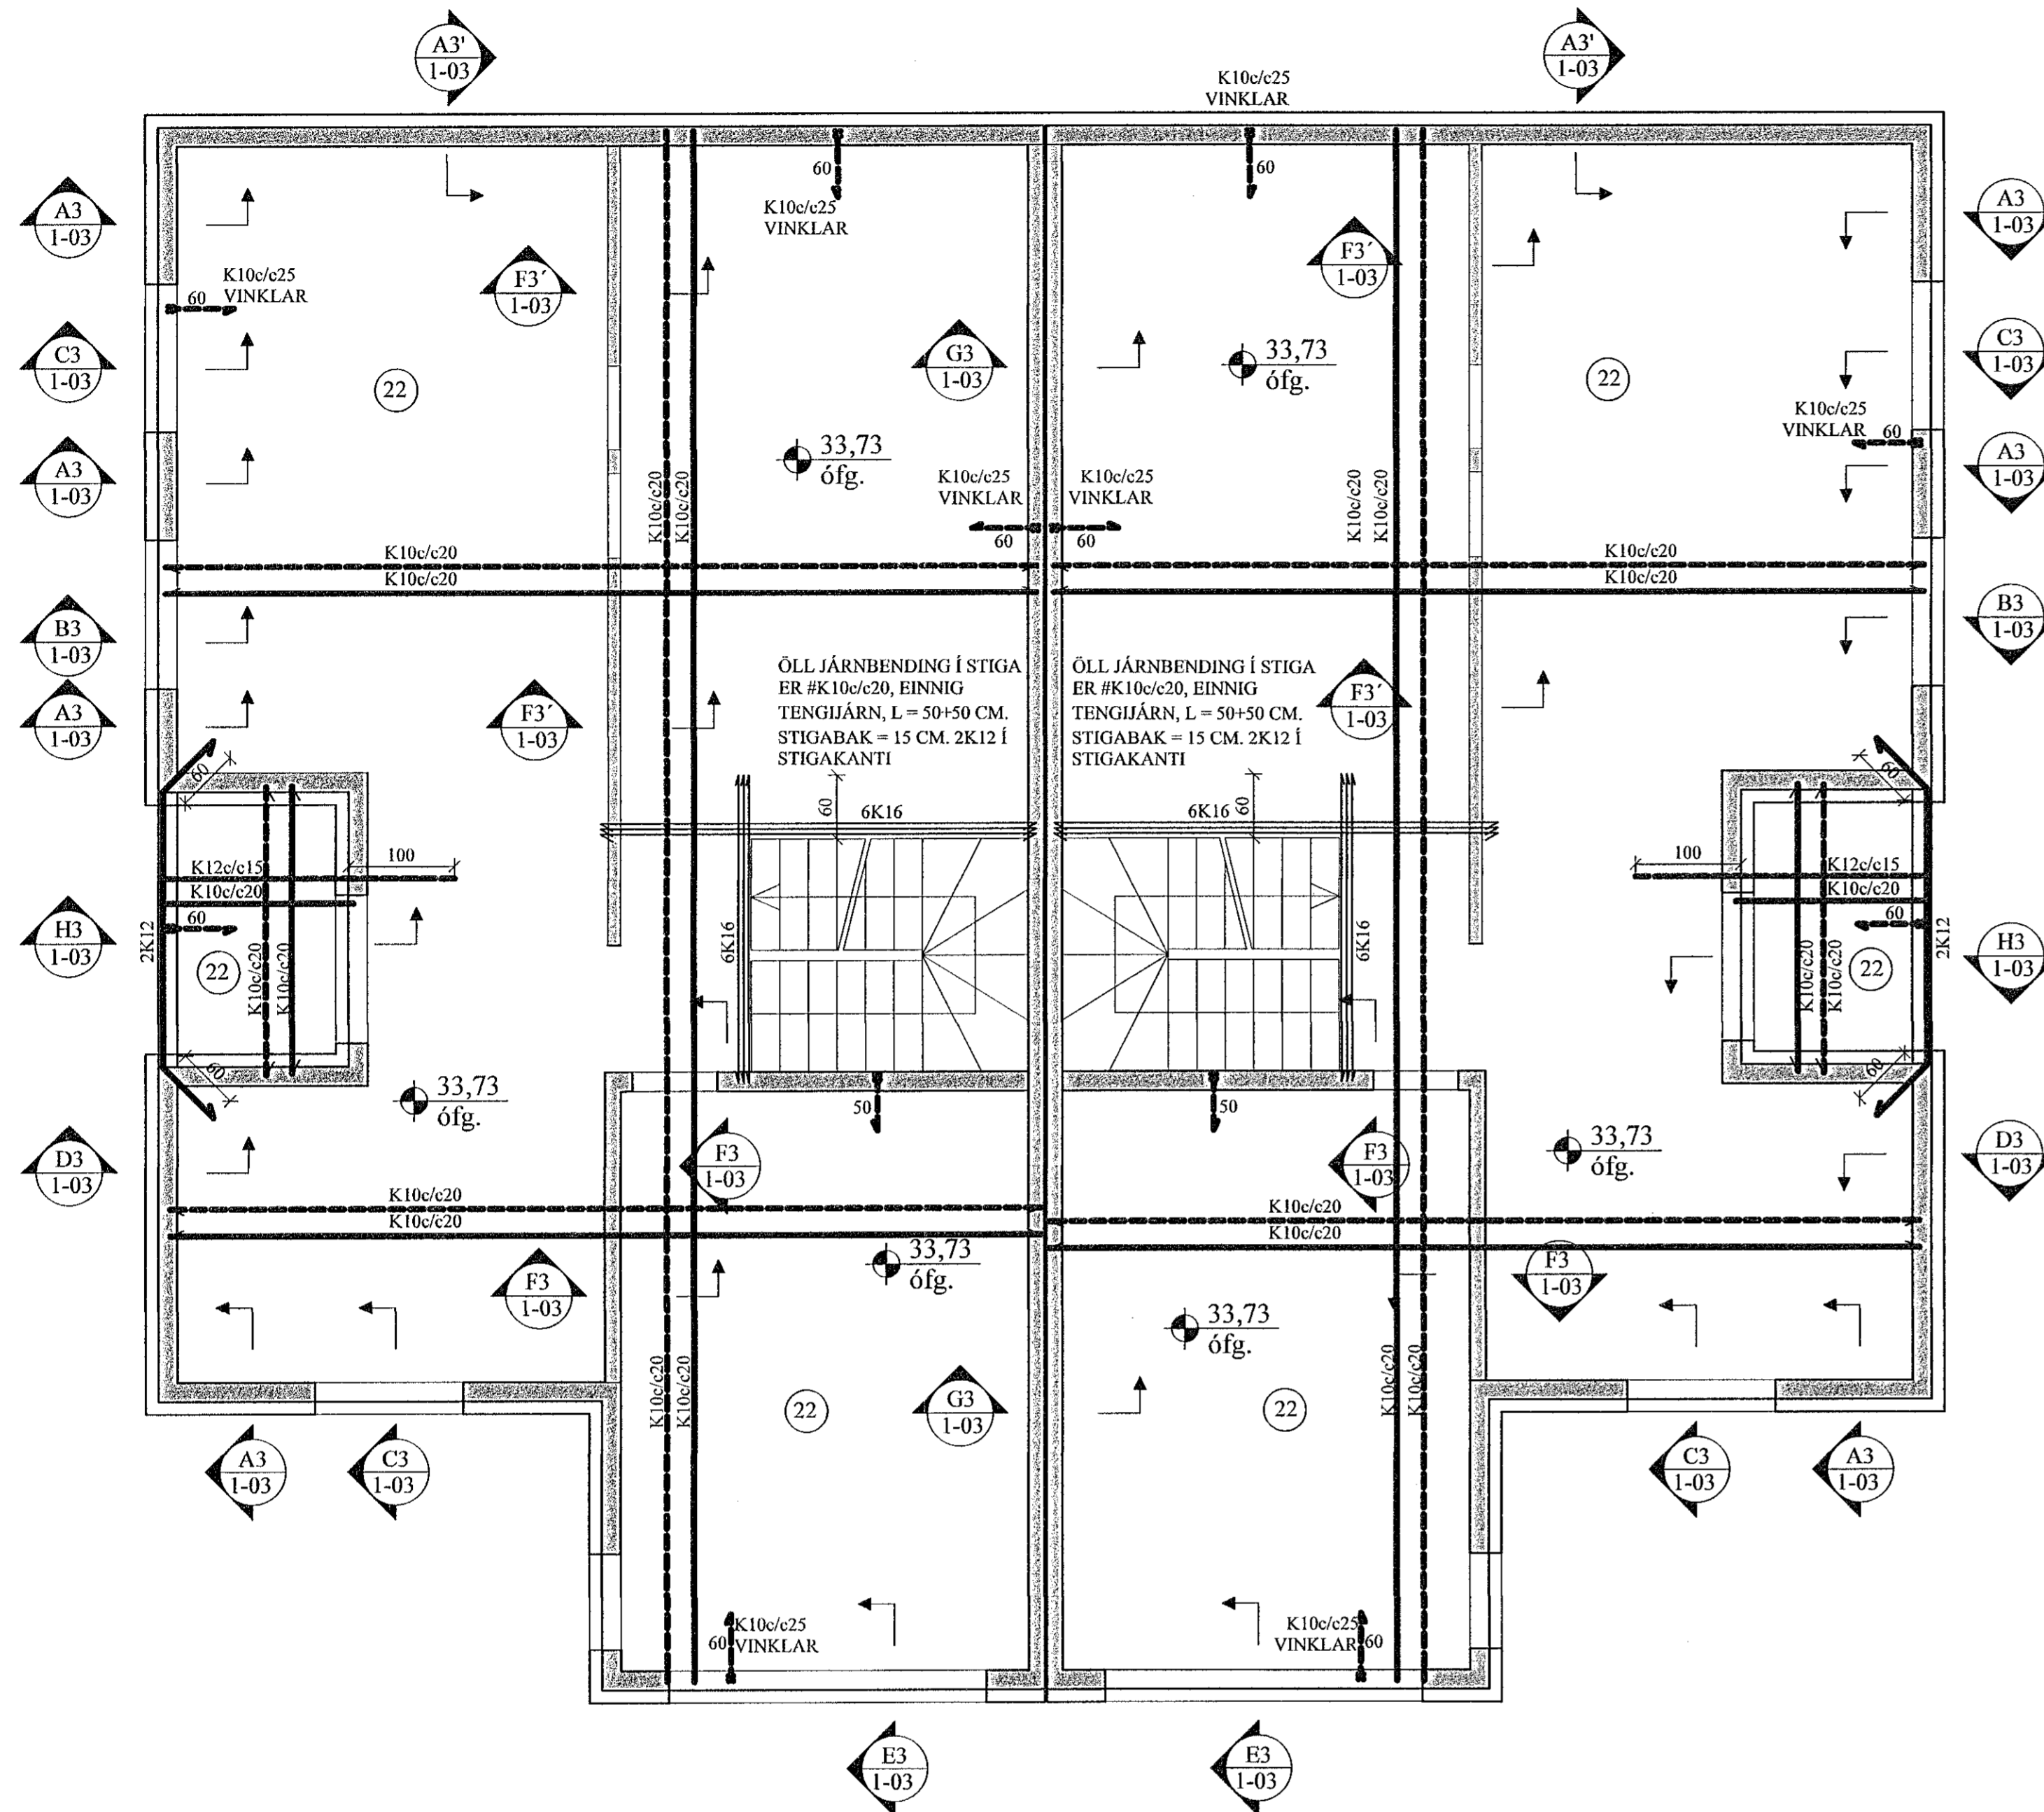 A3'
1-03
A3'
1-03
K10c/c25
VINKLAR
A3
1-03
60
K10c/c25
VINKLAR
60
A3
1-03
K10c/c25
VINKLAR
60
F3´
1-03
F3´
1-03
C3
1-03
22
G3
1-03
33,73
ófg.
22
C3
1-03
K10c/c25
VINKLAR
60
A3
1-03
33,73
ófg.
K10c/c20
K10c/c20
K10c/c25
VINKLAR
60
K10c/c25
VINKLAR
60
K10c/c20
K10c/c20
A3
1-03
K10c/c20
K10c/c20
K10c/c20
K10c/c20
B3
1-03
B3
1-03
A3
1-03
F3´
1-03
ÖLL JÁRNBENDING Í STIGA
ER #K10c/c20, EINNIG
TENGIJÁRN, L = 50+50 CM.
STIGABAK = 15 CM. 2K12 Í
STIGAKANTI
ÖLL JÁRNBENDING Í STIGA
ER #K10c/c20, EINNIG
TENGIJÁRN, L = 50+50 CM.
STIGABAK = 15 CM. 2K12 Í
STIGAKANTI
F3´
1-03
60
60
60
6K16
6K16
60
100
K12c/c15
K10c/c20
60
100
K12c/c15
K10c/c20
60
H3
1-03
2K12
22
K10c/c20
K10c/c20
6K16
6K16
K10c/c20
K10c/c20
22
2K12
H3
1-03
60
60
33,73
ófg.
50
50
D3
1-03
F3
1-03
F3
1-03
33,73
ófg.
D3
1-03
K10c/c20
K10c/c20
K10c/c20
K10c/c20
33,73
ófg.
F3
1-03
F3
1-03
33,73
ófg.
K10c/c20
K10c/c20
22
G3
1-03
22
K10c/c20
K10c/c20
A3
1-03
C3
1-03
C3
1-03
A3
1-03
60
K10c/c25
VINKLAR
K10c/c25
VINKLAR
60
E3
1-03
E3
1-03